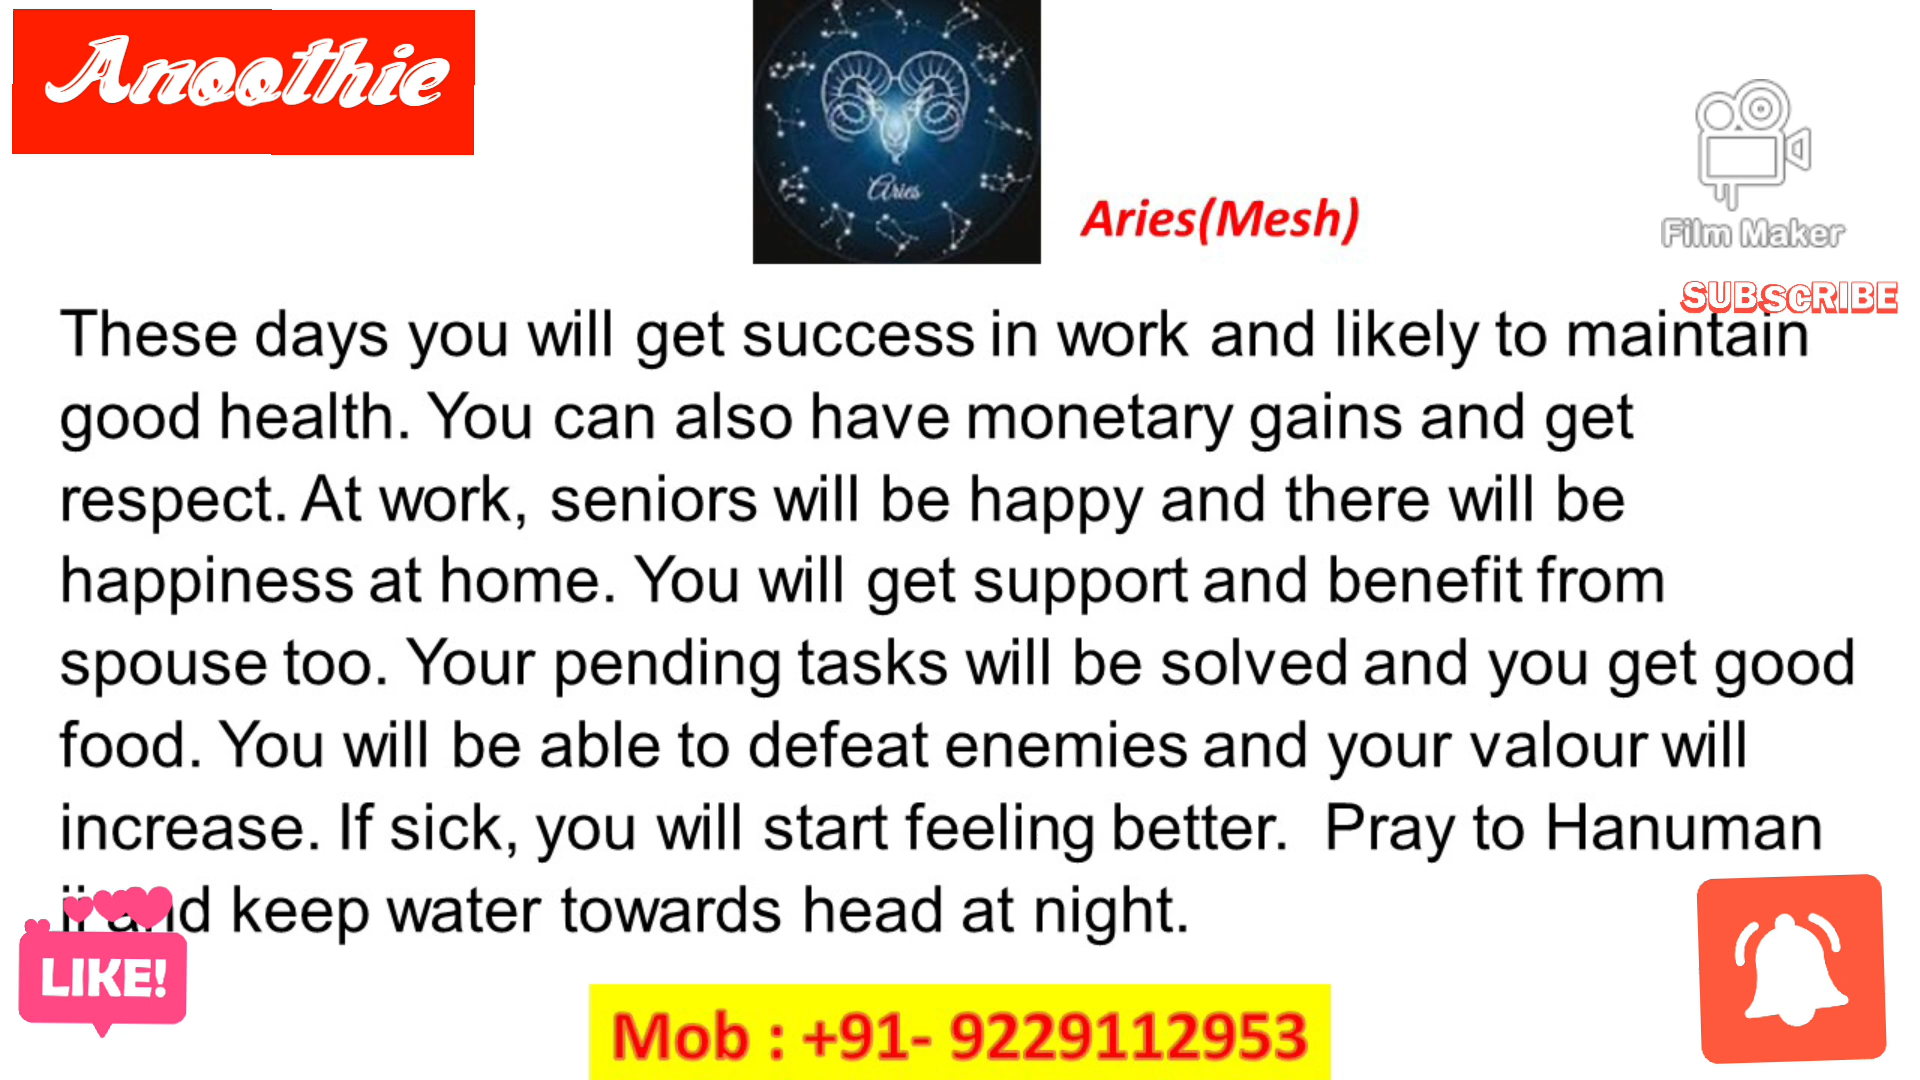 Anoothie
Aries
Aries(Mesh)
Film Maker
SUBSCRIBE
These days you will get success in work and likely to maintain
good health. You can also have monetary gains and get
respect. At work, seniors will be happy and there will be
happiness at home. You will get support and benefit from
spouse too. Your pending tasks will be solved and you get good
food. You will be able to defeat enemies and your valour will
increase. If sick, you will start feeling better. Pray to Hanuman
ji and keep water towards head at night.
LIKE!
Mob : +91- 9229112953